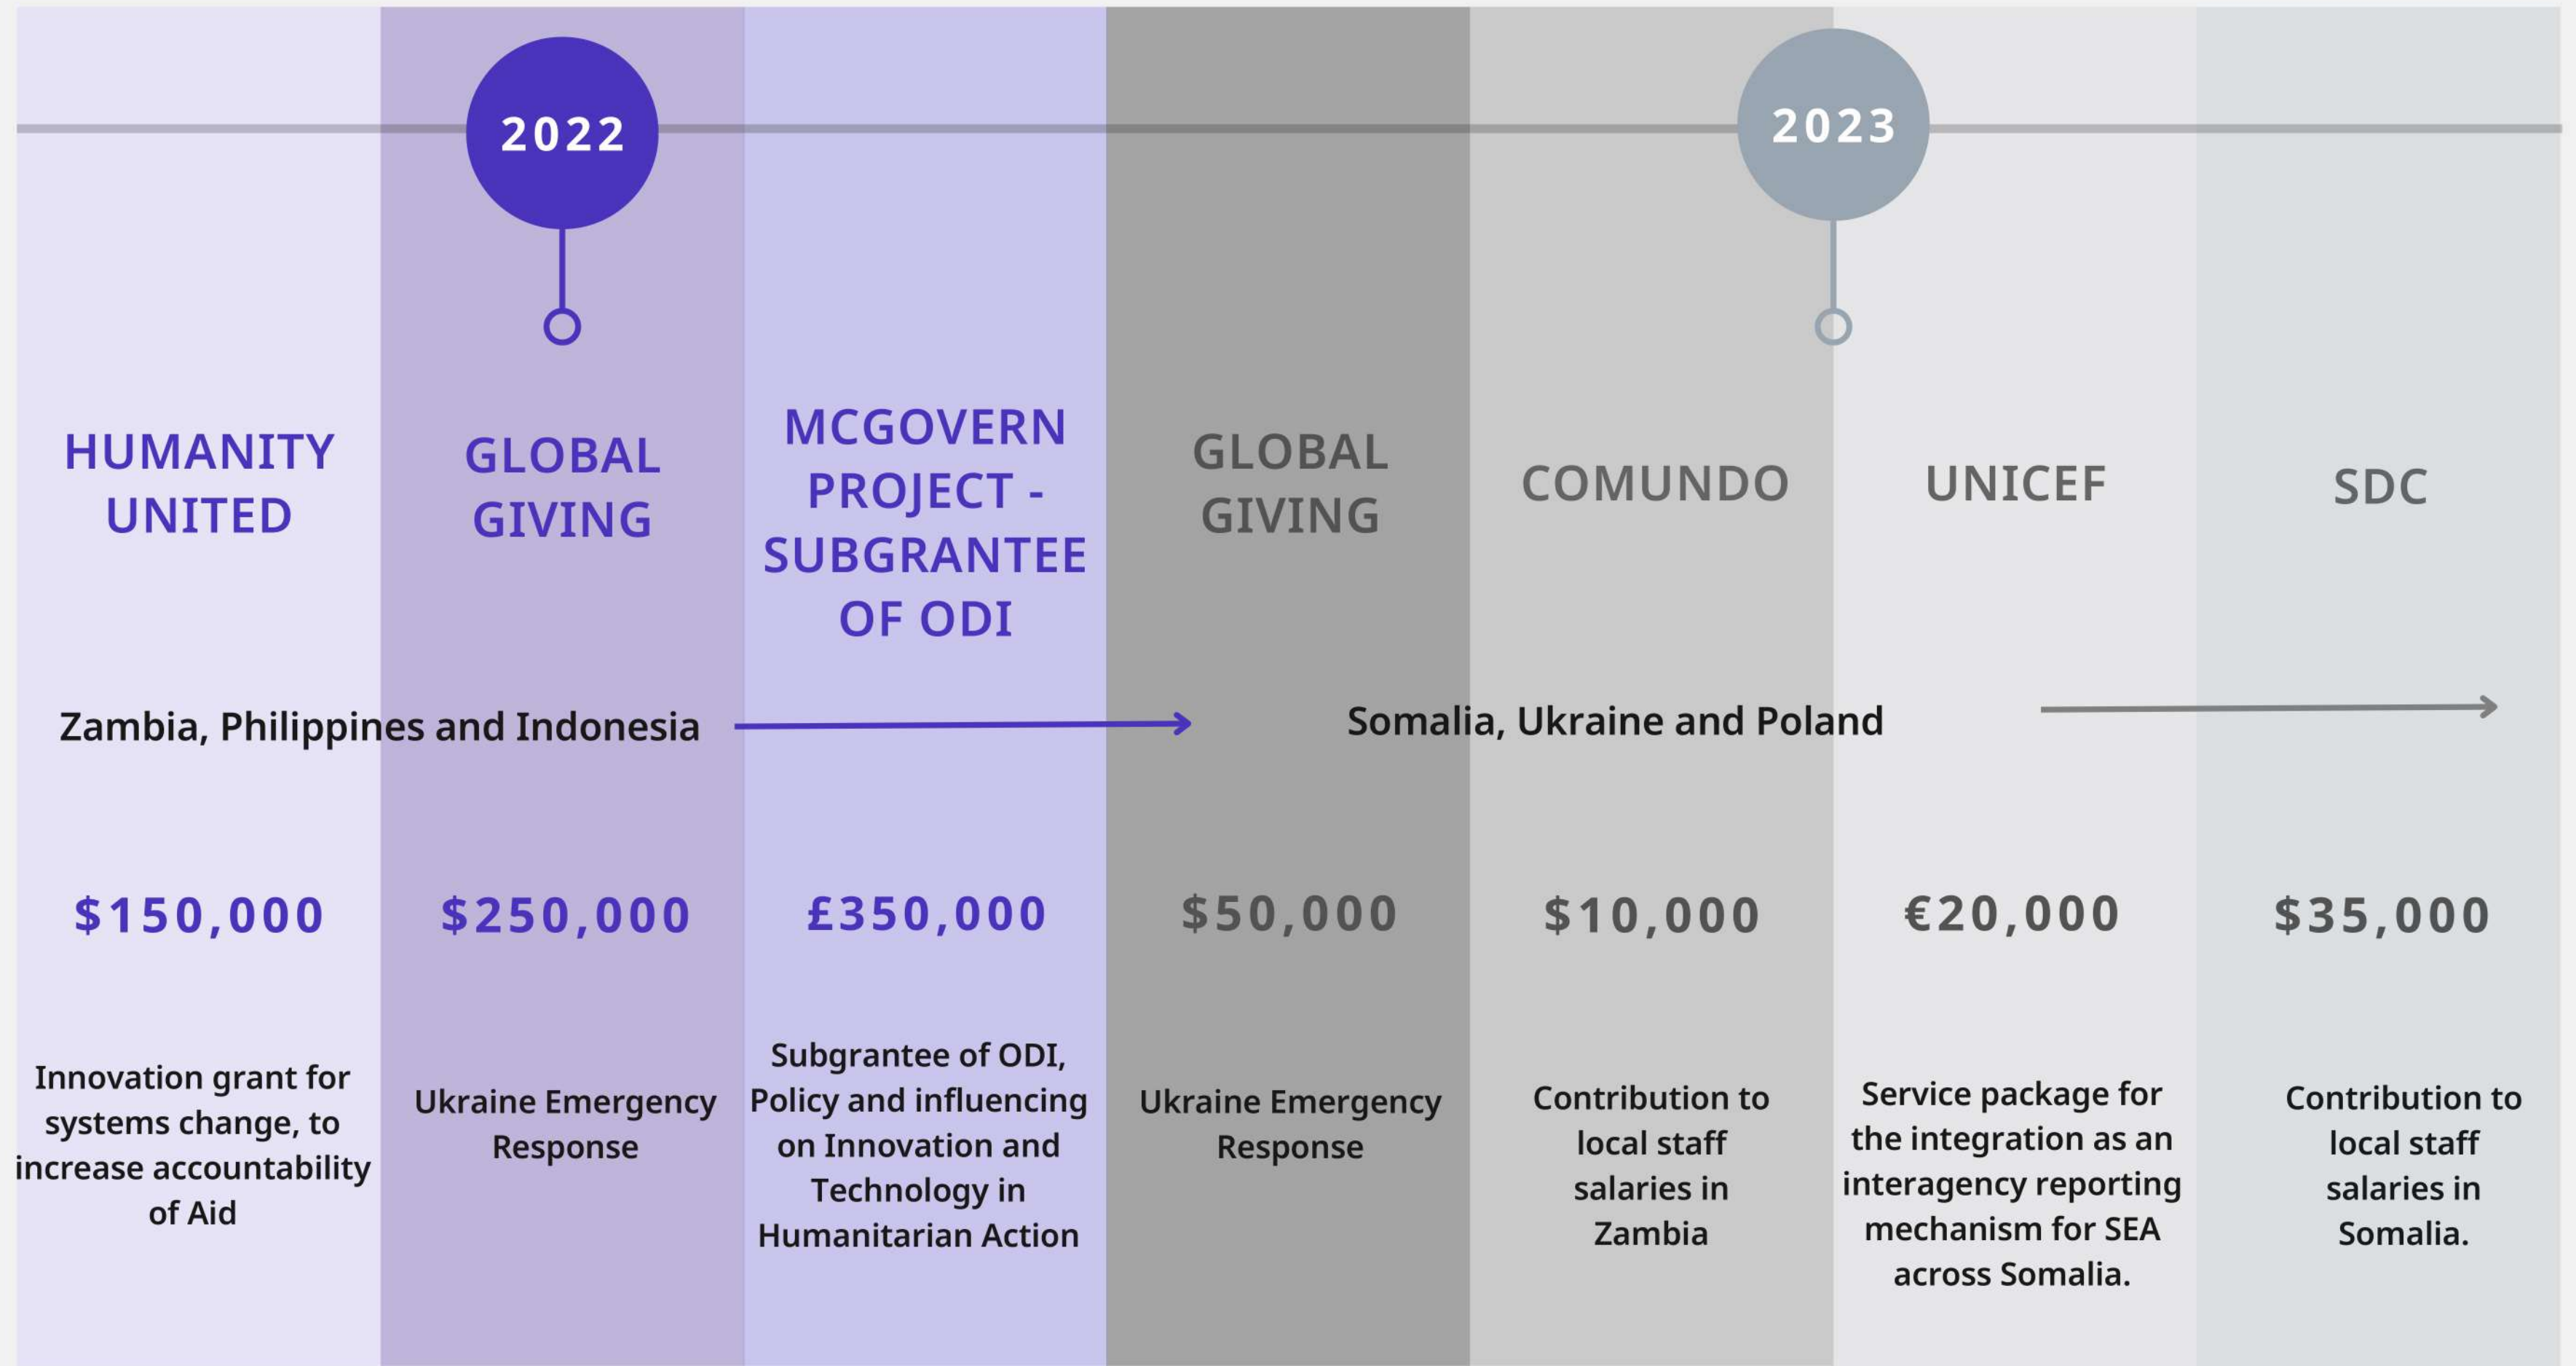 2022
2023
HUMANITY
UNITED
GLOBAL
GIVING
MCGOVERN
PROJECT -
SUBGRANTEE
OF ODI
GLOBAL
GIVING
COMUNDO
UNICEF
SDC
Zambia, Philippines and Indonesia
Somalia, Ukraine and Poland
$150,000
$250,000
£350,000
$50,000
$10,000
€20,000
$35,000
Innovation grant for
systems change, to
increase accountability
of Aid
Ukraine Emergency
Response
Subgrantee of ODI,
Policy and influencing
on Innovation and
Technology in
Humanitarian Action
Ukraine Emergency
Response
Contribution to
local staff
salaries in
Zambia
Service package for
the integration as an
interagency reporting
mechanism for SEA
across Somalia.
Contribution to
local staff
salaries in
Somalia.